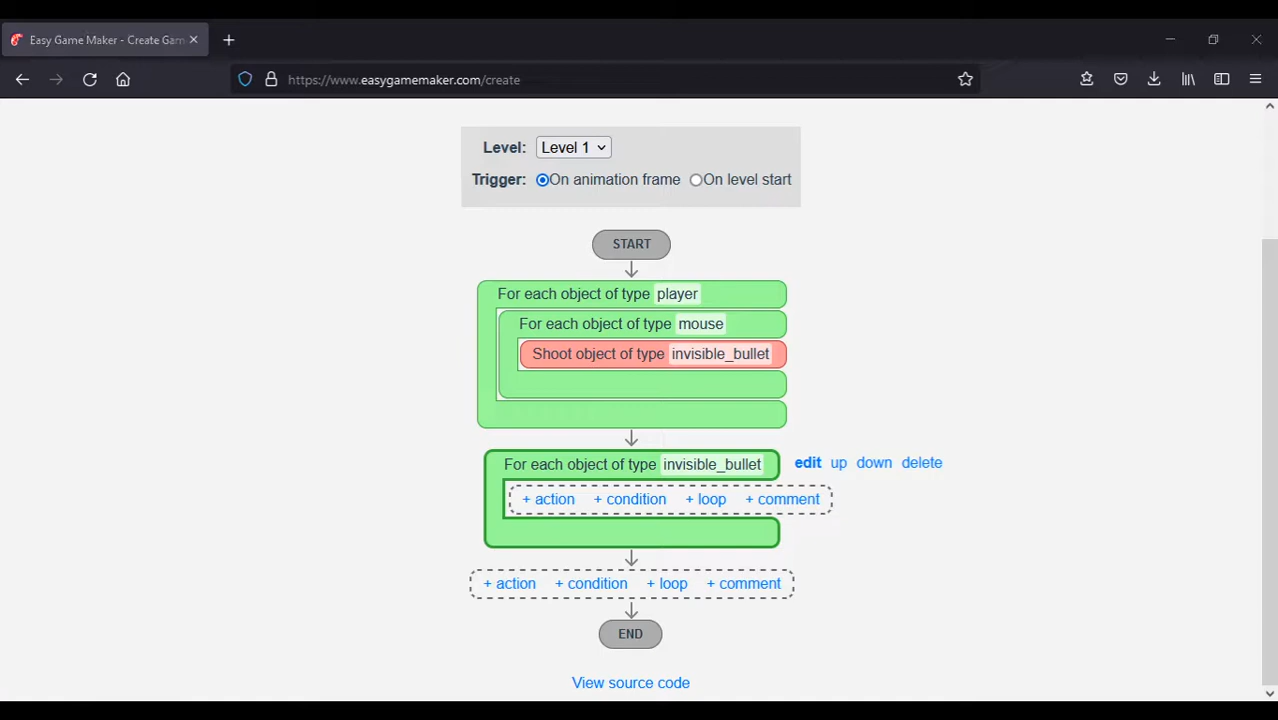 Easy Game Maker - Create Gam
https://www.easygamemaker.com/create
Level: Level 1
Trigger: On animation frame On level start
START
For each object of type player
For each object of type mouse
Shoot object of type invisible_bullet
For each object of type invisible_bullet edit up down delete
+ action + condition + loop + comment
+ action + condition + loop + comment
END
View source code